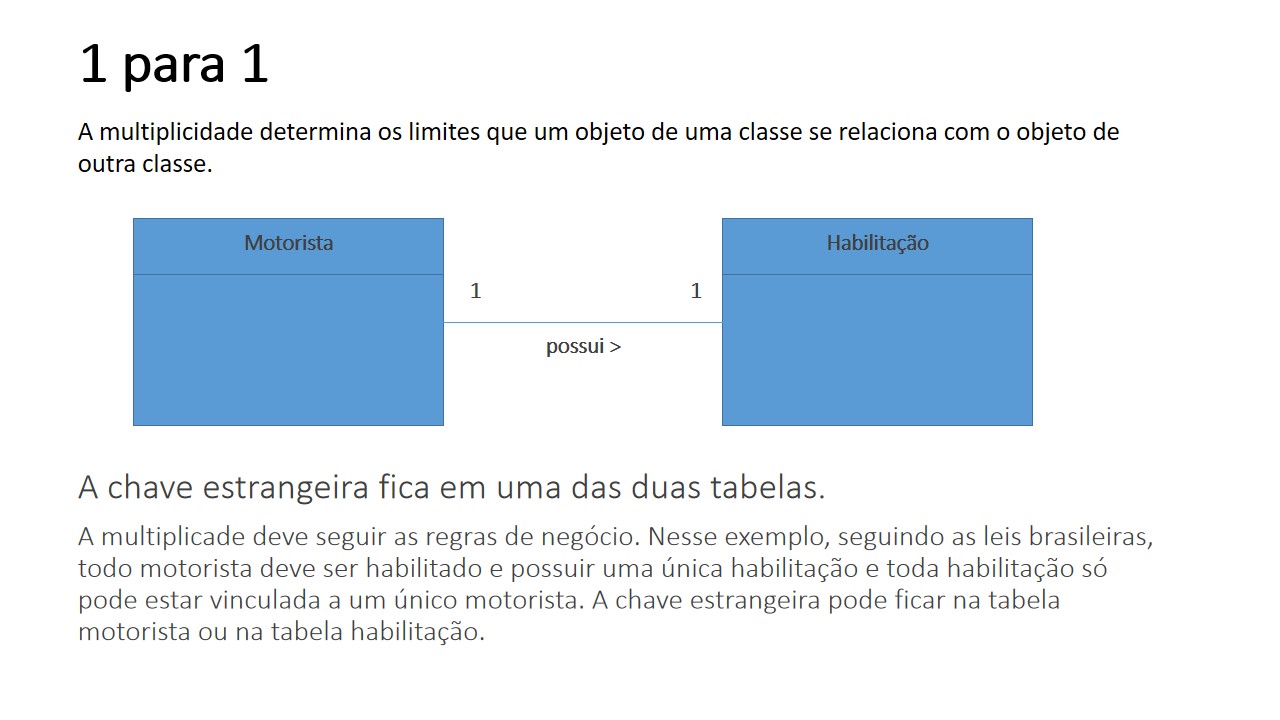 1 para 1
A multiplicidade determina os limites que um objeto de uma classe se relaciona com o objeto de
outra classe.
Motorista
Habilitação
1
1
possui >
A chave estrangeira fica em uma das duas tabelas.
A multiplicade deve seguir as regras de negócio. Nesse exemplo, seguindo as leis brasileiras,
todo motorista deve ser habilitado e possuir uma única habilitação e toda habilitação só
pode estar vinculada a um único motorista. A chave estrangeira pode ficar na tabela
motorista ou na tabela habilitação.